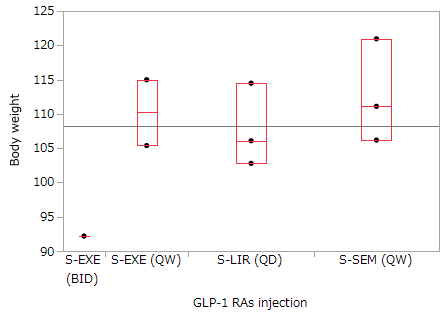 125
120
115
110
105
100
95
90
Body weight
S-EXE (BID)
S-EXE (QW)
S-LIR (QD)
S-SEM (QW)
GLP-1 RAs injection